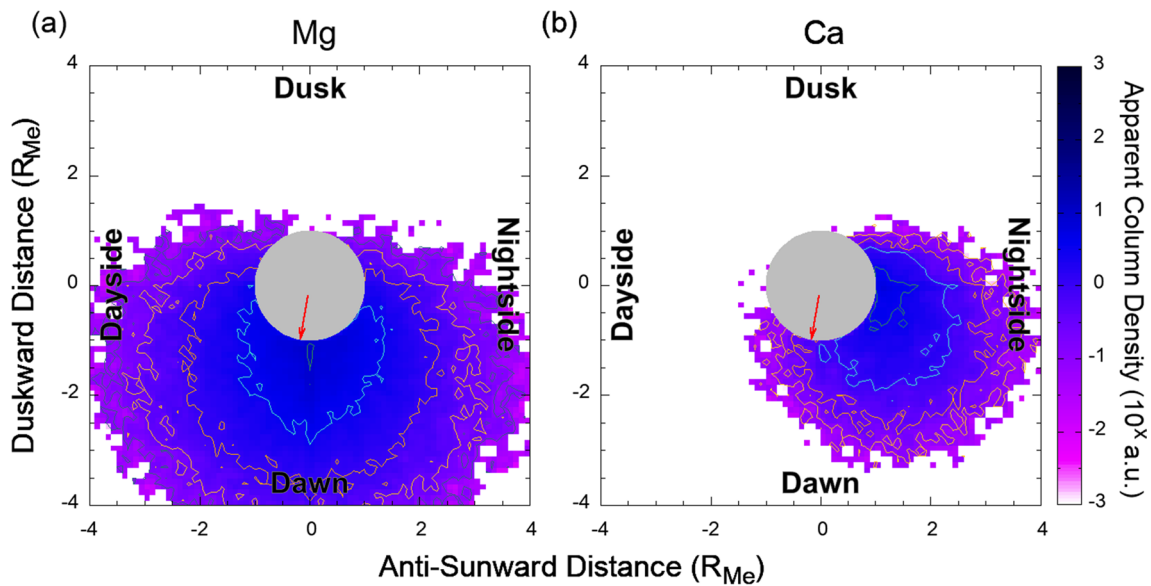 (a) Mg (b) Ca
4 4 3
Dusk Dusk
2 2 2
1
Dayside Nightside Dayside Nightside
Duskward Distance (R_Me)
0 0 0
Apparent Column Density (10^x a.u.)
-1
-2 -2 -2
Dawn Dawn
-4 -4 -3
-4 -2 0 2 4 -4 -2 0 2 4
Anti-Sunward Distance (R_Me)